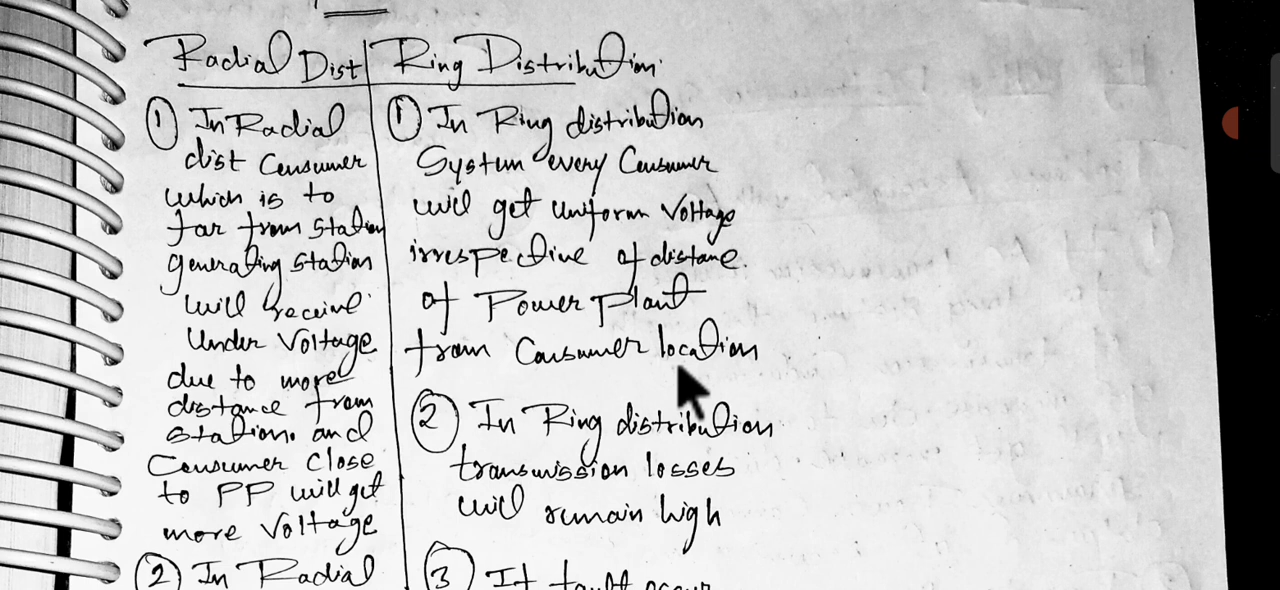 Radial Dist
① In Radial
dist Consumer
which is to
far from station
generating station
will receive
Under Voltage
due to more
distance from
station. and
Consumer Close
to PP will get
more Voltage
② In Radial
Ring Distribution
① In Ring distribution
System every Consumer
will get Uniform Voltage
irrespective of distane
of Power plant
from Consumer location
② In Ring distribution
transmission losses
will remain high
③ If fault occur